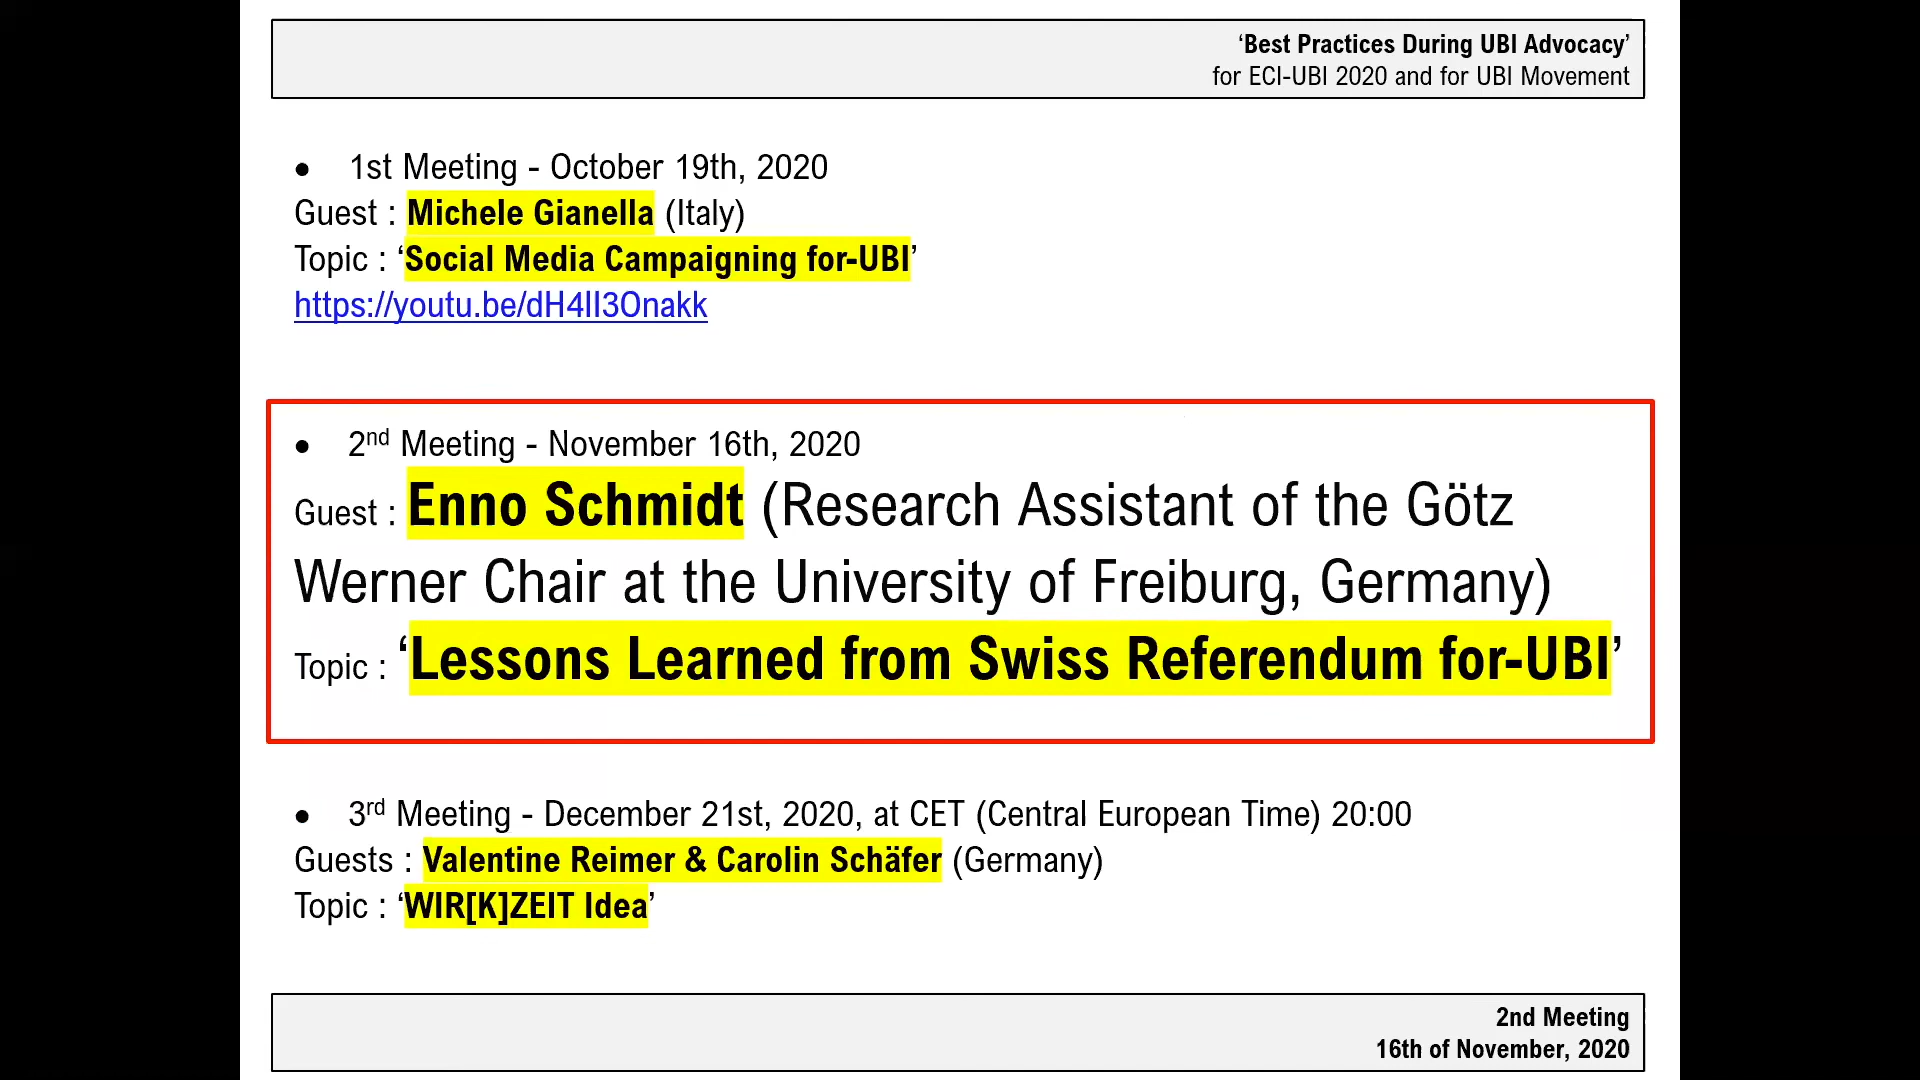 ‘Best Practices During UBI Advocacy’
for ECI-UBI 2020 and for UBI Movement
• 1st Meeting - October 19th, 2020
Guest : Michele Gianella (Italy)
Topic : ‘Social Media Campaigning for-UBI’
https://youtu.be/dH4lI3Onakk
• 2nd Meeting - November 16th, 2020
Guest : Enno Schmidt (Research Assistant of the Götz
Werner Chair at the University of Freiburg, Germany)
Topic : ‘Lessons Learned from Swiss Referendum for-UBI’
• 3rd Meeting - December 21st, 2020, at CET (Central European Time) 20:00
Guests : Valentine Reimer & Carolin Schäfer (Germany)
Topic : ‘WIR[K]ZEIT Idea’
2nd Meeting
16th of November, 2020